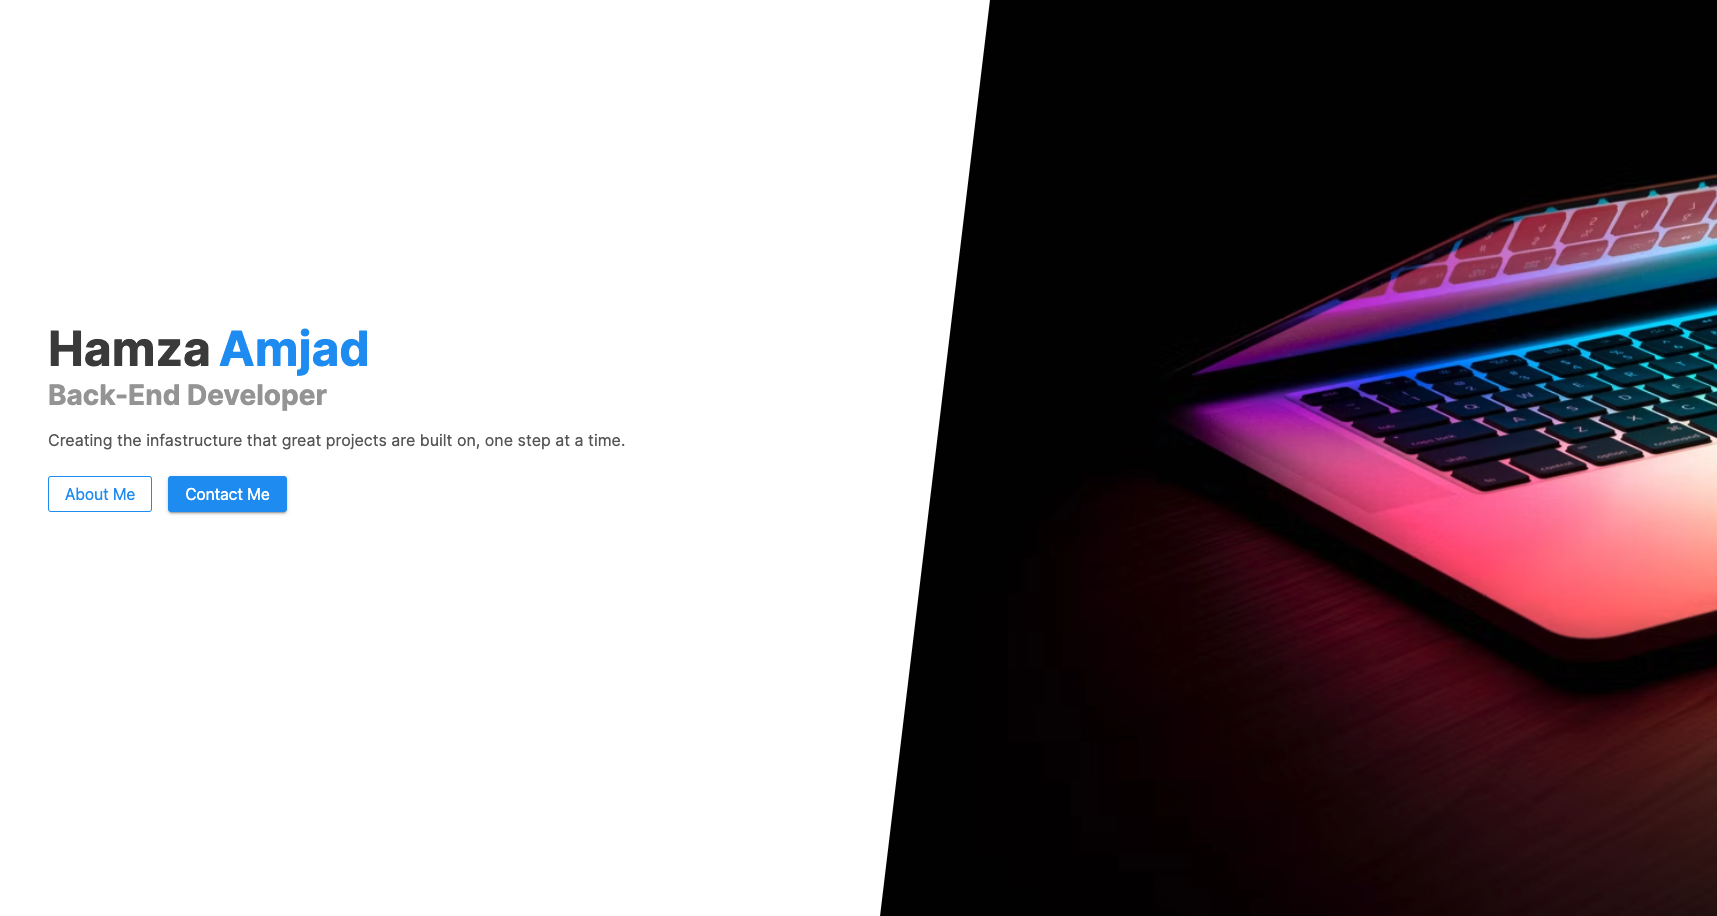 Hamza Amjad
Back-End Developer
Creating the infastructure that great projects are built on, one step at a time.
About Me
Contact Me